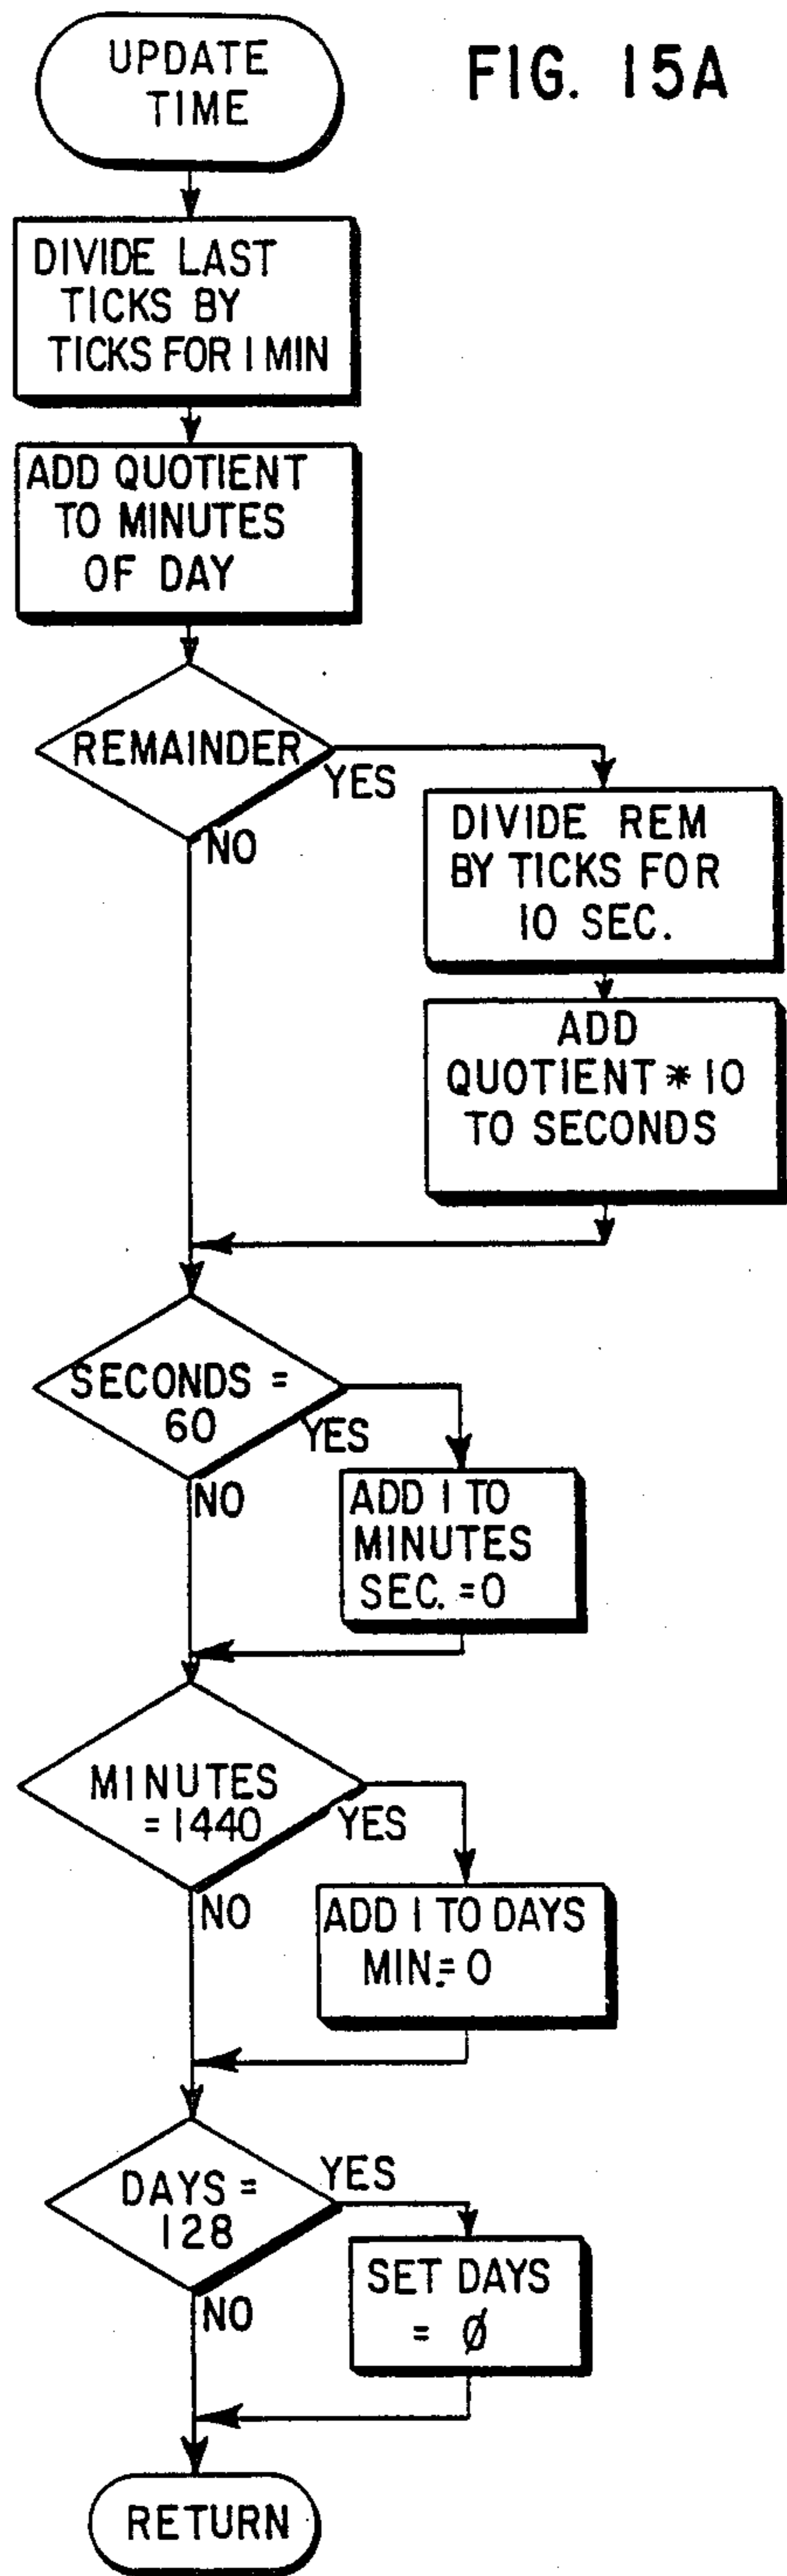 UPDATE
TIME
FIG. 15A
DIVIDE LAST
TICKS BY
TICKS FOR 1 MIN
ADD QUOTIENT
TO MINUTES
OF DAY
REMAINDER
YES
NO
DIVIDE REM
BY TICKS FOR
10 SEC.
ADD
QUOTIENT * 10
TO SECONDS
SECONDS =
60
YES
NO
ADD 1 TO
MINUTES
SEC. = 0
MINUTES
= 1440
YES
NO
ADD 1 TO DAYS
MIN. = 0
DAYS =
128
YES
NO
SET DAYS
= Ø
RETURN